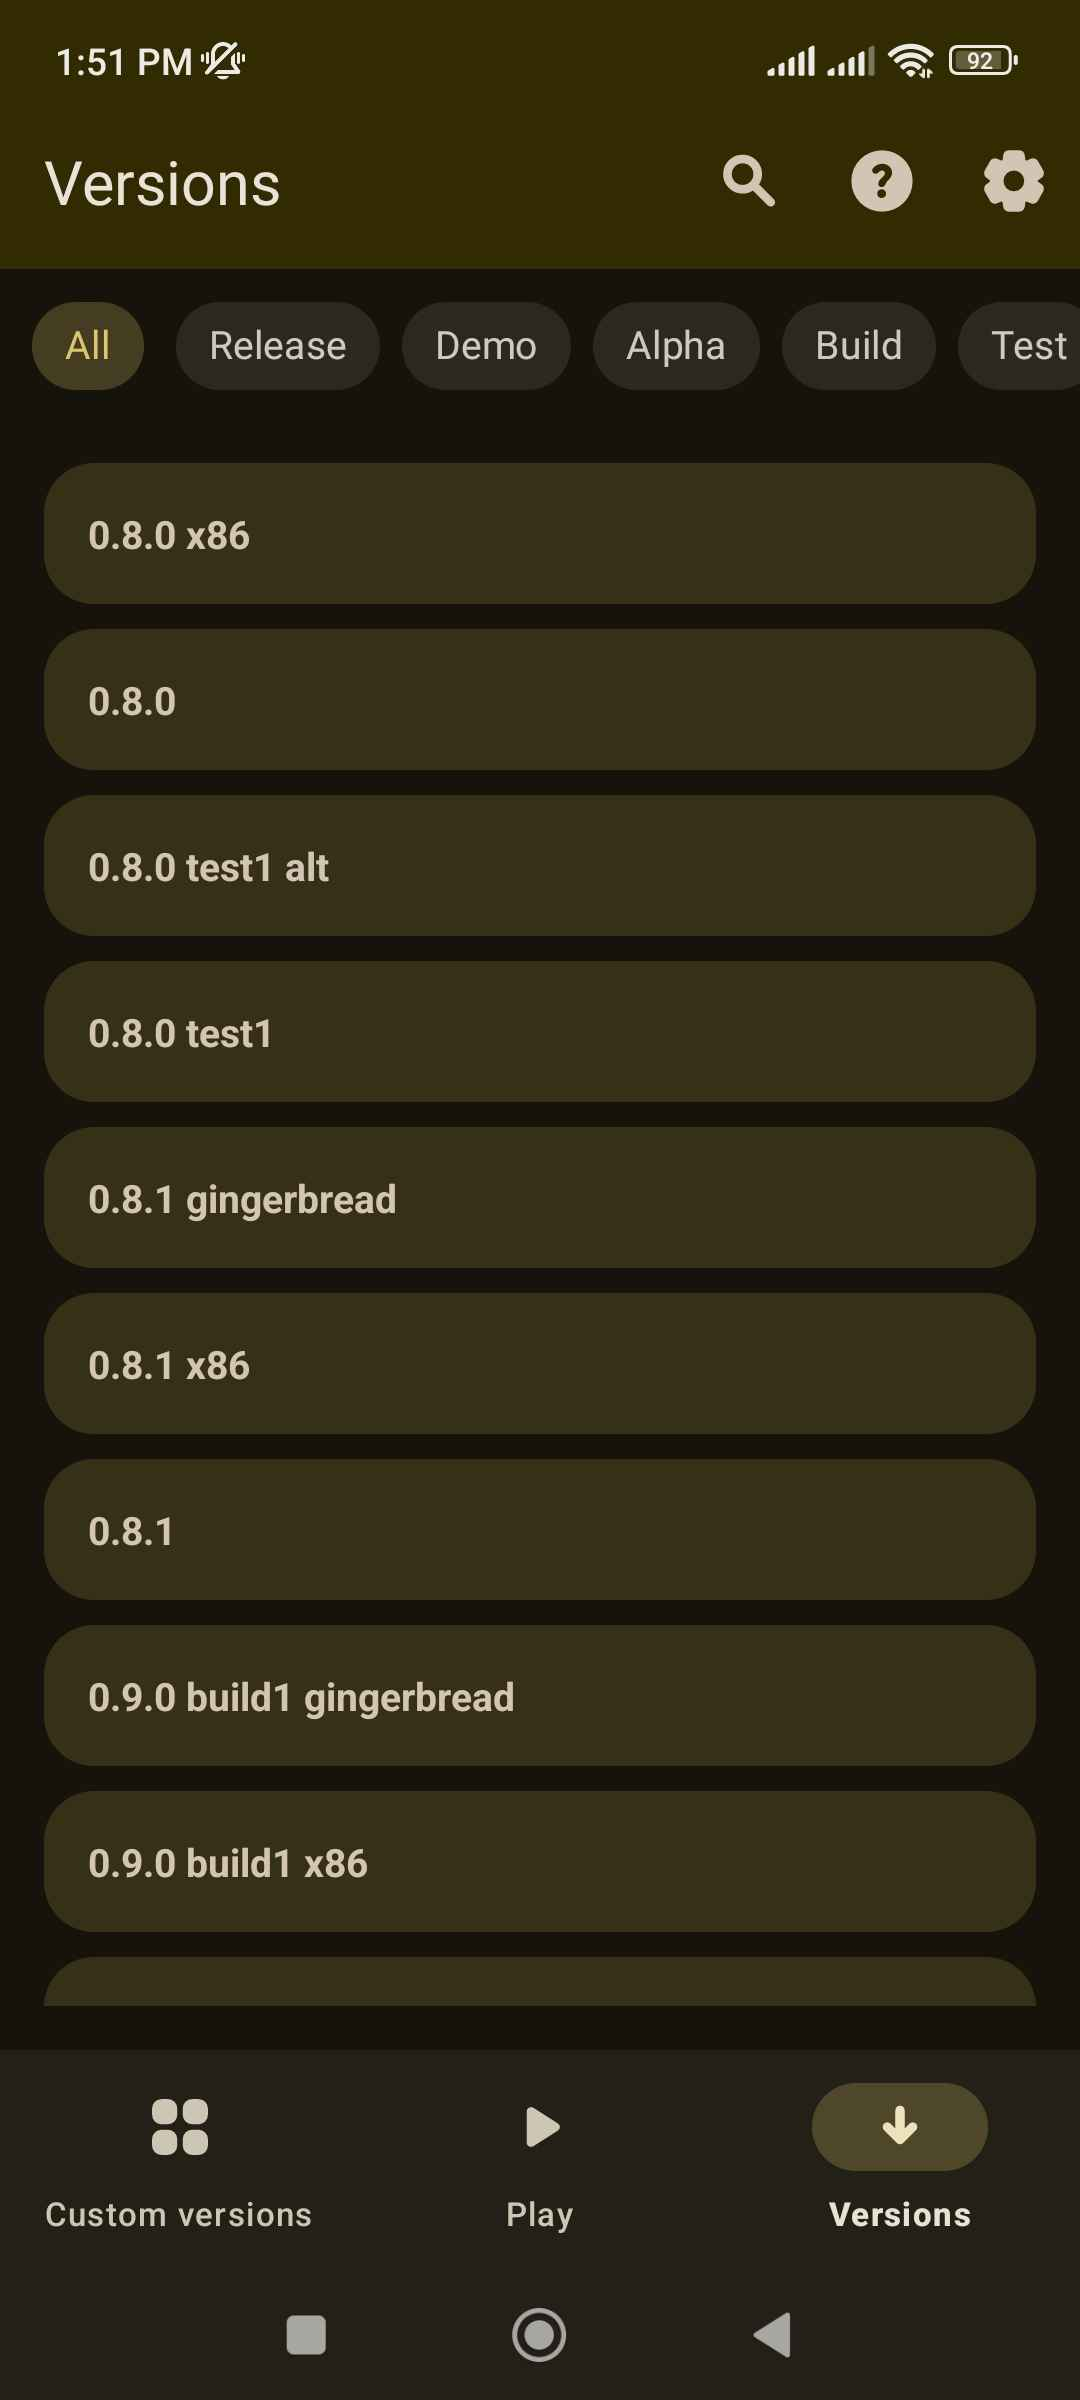 1:51 PM 92
Versions
All Release Demo Alpha Build Test
0.8.0 x86
0.8.0
0.8.0 test1 alt
0.8.0 test1
0.8.1 gingerbread
0.8.1 x86
0.8.1
0.9.0 build1 gingerbread
0.9.0 build1 x86
Custom versions Play Versions